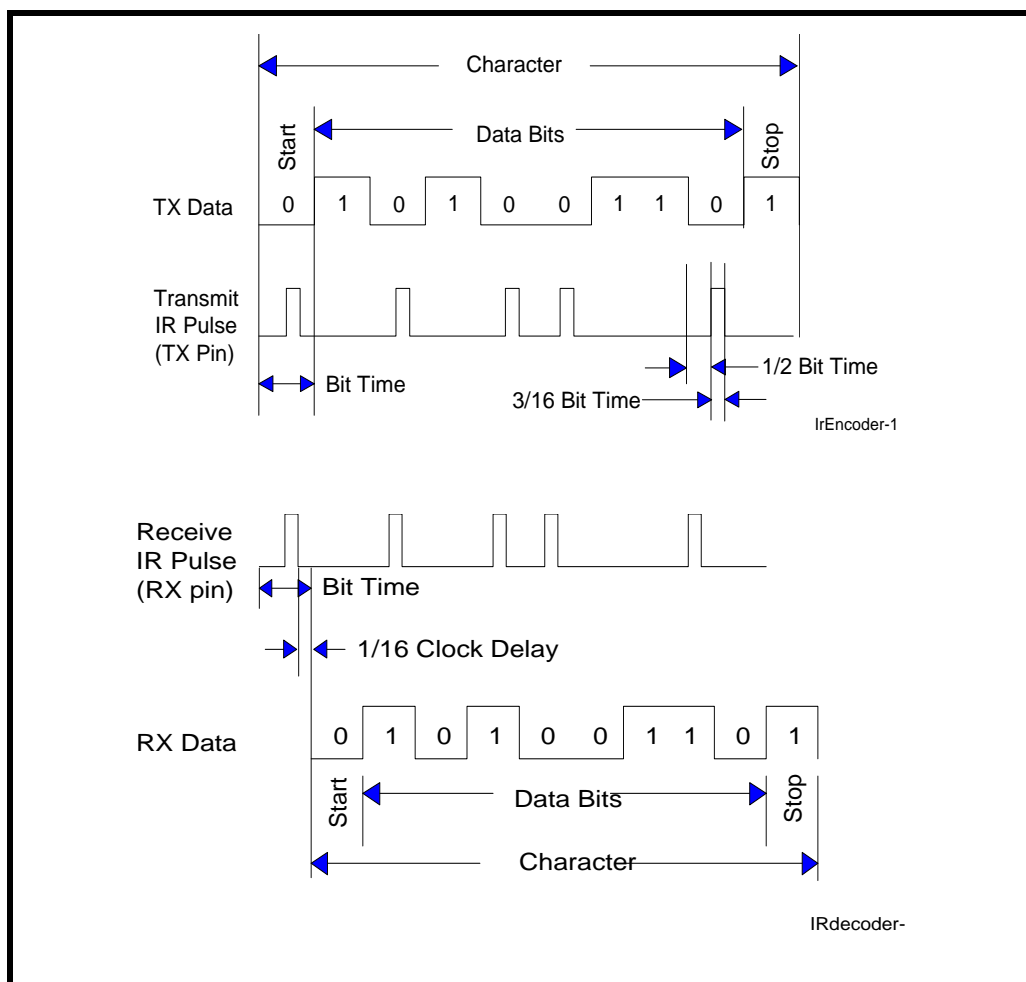 Character
Start
Data Bits
Stop
TX Data
0 1 0 1 0 0 1 1 0 1
Transmit
IR Pulse
(TX Pin)
Bit Time
1/2 Bit Time
3/16 Bit Time
IrEncoder-1
Receive
IR Pulse
(RX pin)
Bit Time
1/16 Clock Delay
RX Data
0 1 0 1 0 0 1 1 0 1
Start
Data Bits
Stop
Character
IRdecoder-